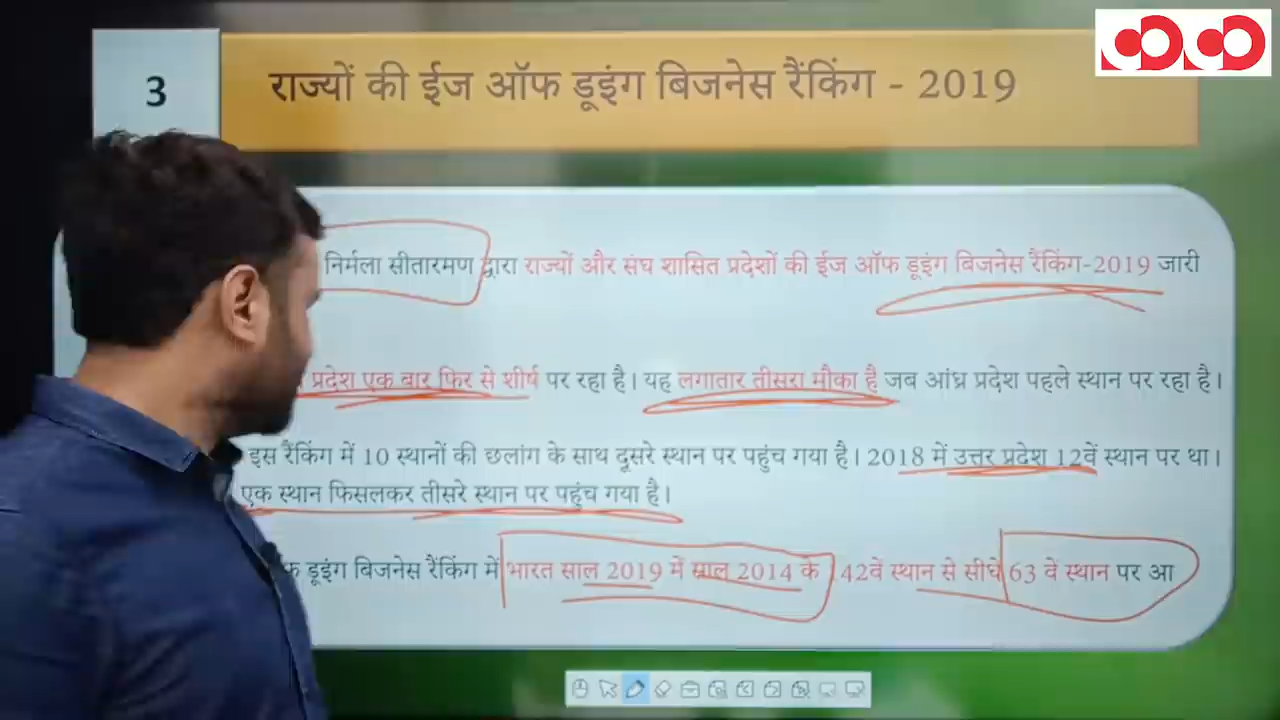 3
राज्यों की ईज ऑफ डूइंग बिजनेस रैंकिंग - 2019
निर्मला सीतारमण द्वारा राज्यों और संघ शासित प्रदेशों की ईज ऑफ डूइंग बिजनेस रैंकिंग-2019 जारी
प्रदेश एक बार फिर से शीर्ष पर रहा है। यह लगातार तीसरा मौका है जब आंध्र प्रदेश पहले स्थान पर रहा है।
इस रैंकिंग में 10 स्थानों की छलांग के साथ दूसरे स्थान पर पहुंच गया है। 2018 में उत्तर प्रदेश 12वें स्थान पर था।
एक स्थान फिसलकर तीसरे स्थान पर पहुंच गया है।
डूइंग बिजनेस रैंकिंग में भारत साल 2019 में साल 2014 के 42वें स्थान से सीधे 63 वे स्थान पर आ